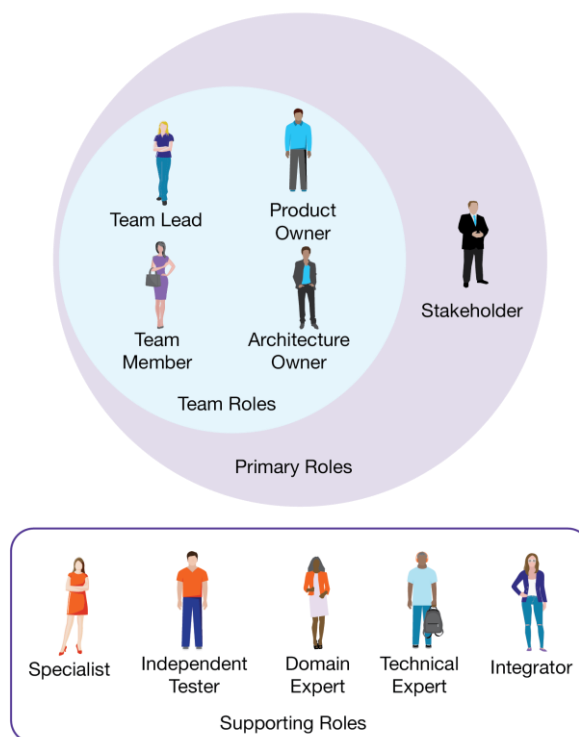 Team Lead
Product
Owner
Team
Member
Architecture
Owner
Stakeholder
Team Roles
Primary Roles
Specialist
Independent
Tester
Domain
Expert
Technical
Expert
Integrator
Supporting Roles